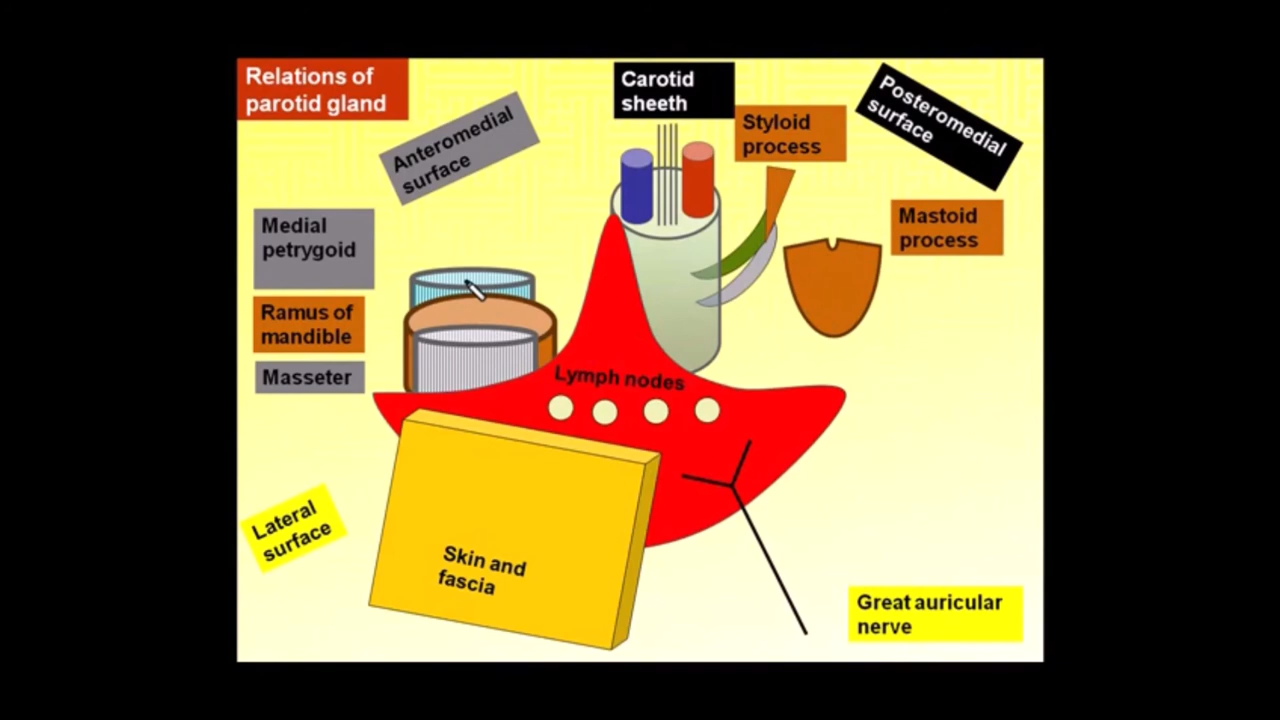 Relations of
parotid gland
Anteromedial
surface
Carotid
sheeth
Styloid
process
Posteromedial
surface
Medial
petrygoid
Mastoid
process
Ramus of
mandible
Masseter
Lymph nodes
Lateral
surface
Skin and
fascia
Great auricular
nerve